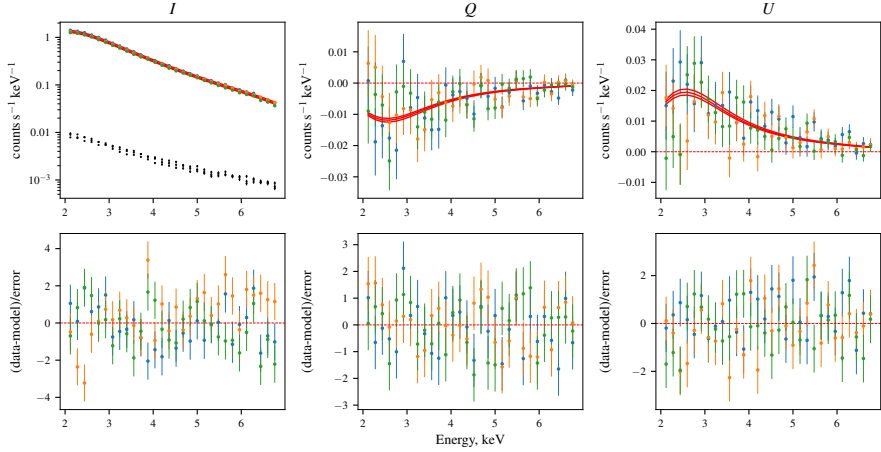 I Q U
counts s⁻¹ keV⁻¹ counts s⁻¹ keV⁻¹ counts s⁻¹ keV⁻¹
1 0.1 0.01 10⁻³
0.01 0.00 −0.01 −0.02 −0.03
0.04 0.03 0.02 0.01 0.00 −0.01
2 3 4 5 6 2 3 4 5 6 2 3 4 5 6
(data-model)/error (data-model)/error (data-model)/error
4 2 0 −2 −4
3 2 1 0 −1 −2 −3
2 0 −2
2 3 4 5 6 2 3 4 5 6 2 3 4 5 6
Energy, keV